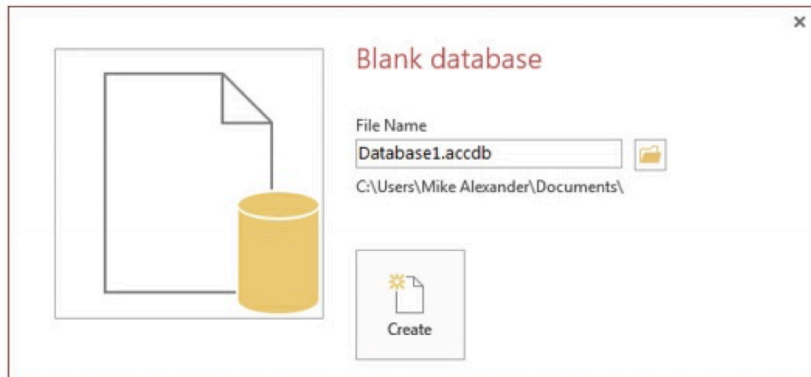 Blank database
File Name
Database1.accdb
C:\Users\Mike Alexander\Documents\
Create